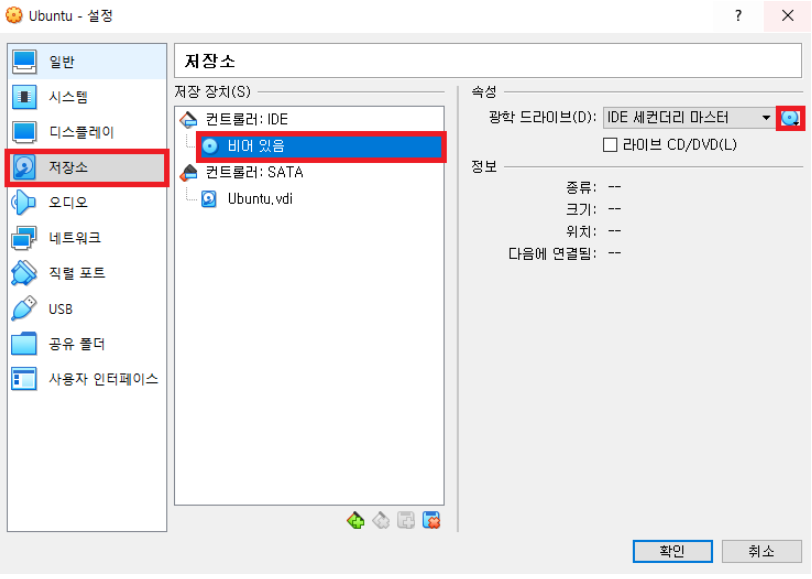 Ubuntu - 설정
?
일반
시스템
디스플레이
저장소
오디오
네트워크
직렬 포트
USB
공유 폴더
사용자 인터페이스
저장소
저장 장치(S)
컨트롤러: IDE
비어 있음
컨트롤러: SATA
Ubuntu.vdi
속성
광학 드라이브(D): IDE 세컨더리 마스터
라이브 CD/DVD(L)
정보
종류: --
크기: --
위치: --
다음에 연결됨: --
확인
취소